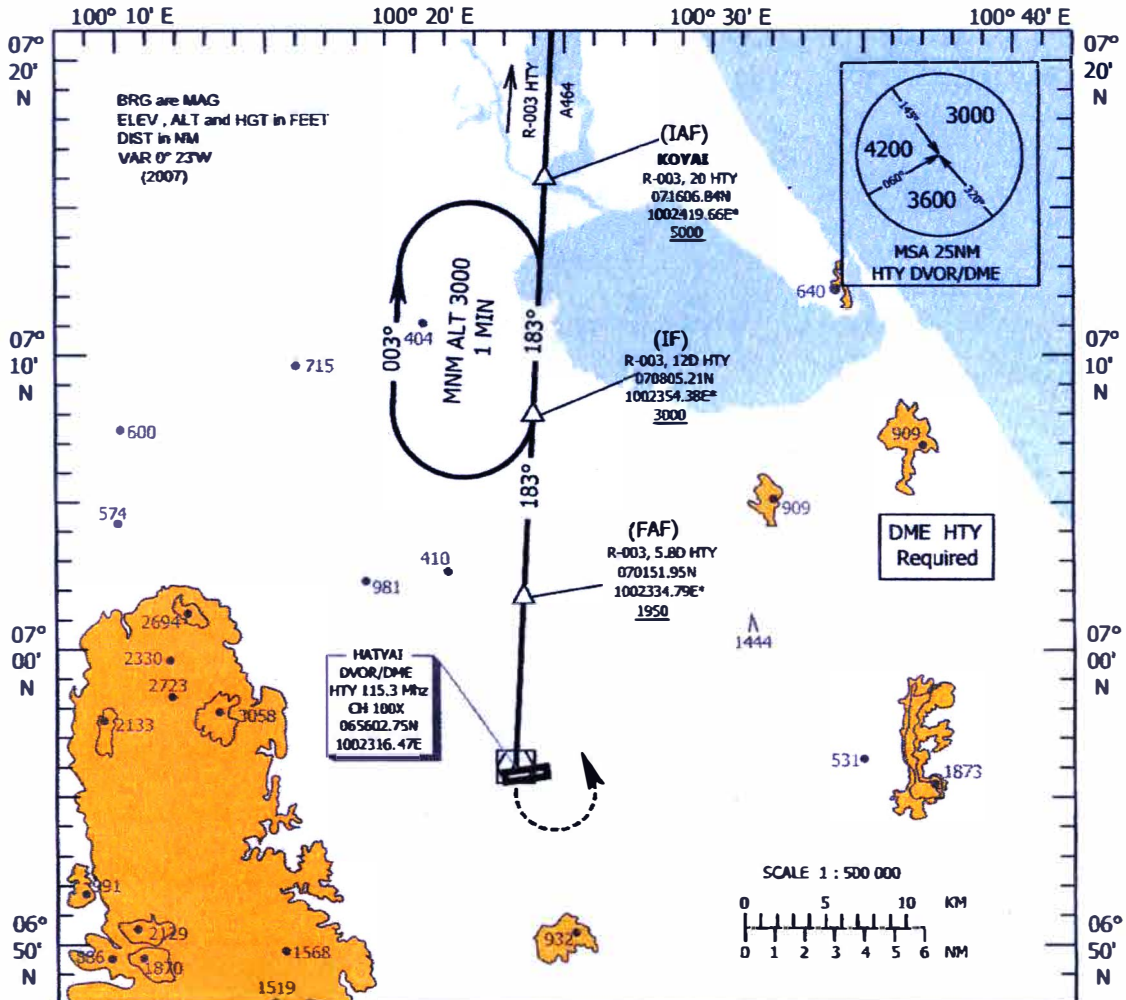 100° 10' E
100° 20' E
100° 30' E
100° 40' E
07°
20'
N
07°
20'
N
BRG are MAG
ELEV , ALT and HGT in FEET
DIST in NM
VAR 0° 23'W
(2007)
R-003 HTY
A464
(IAF)
KOYAI
R-003, 20 HTY
071606.84N
1002419.66E*
5000
3000
4200
3600
145°
060°
320°
MSA 25NM
HTY DVOR/DME
640
MNM ALT 3000
1 MIN
003°
183°
404
715
07°
10'
N
07°
10'
N
(IF)
R-003, 12D HTY
070805.21N
1002354.38E*
3000
600
909
183°
574
909
DME HTY
Required
(FAF)
R-003, 5.8D HTY
070151.95N
1002334.79E*
1950
410
981
2694
1444
07°
00'
N
07°
00'
N
2330
2723
3058
2133
HATYAI
DVOR/DME
HTY 115.3 Mhz
CH 100X
065602.75N
1002316.47E
531
1873
SCALE 1 : 500 000
0 5 10 KM
0 1 2 3 4 5 6 NM
991
06°
50'
N
06°
50'
N
2129
886
1870
1568
932
1519